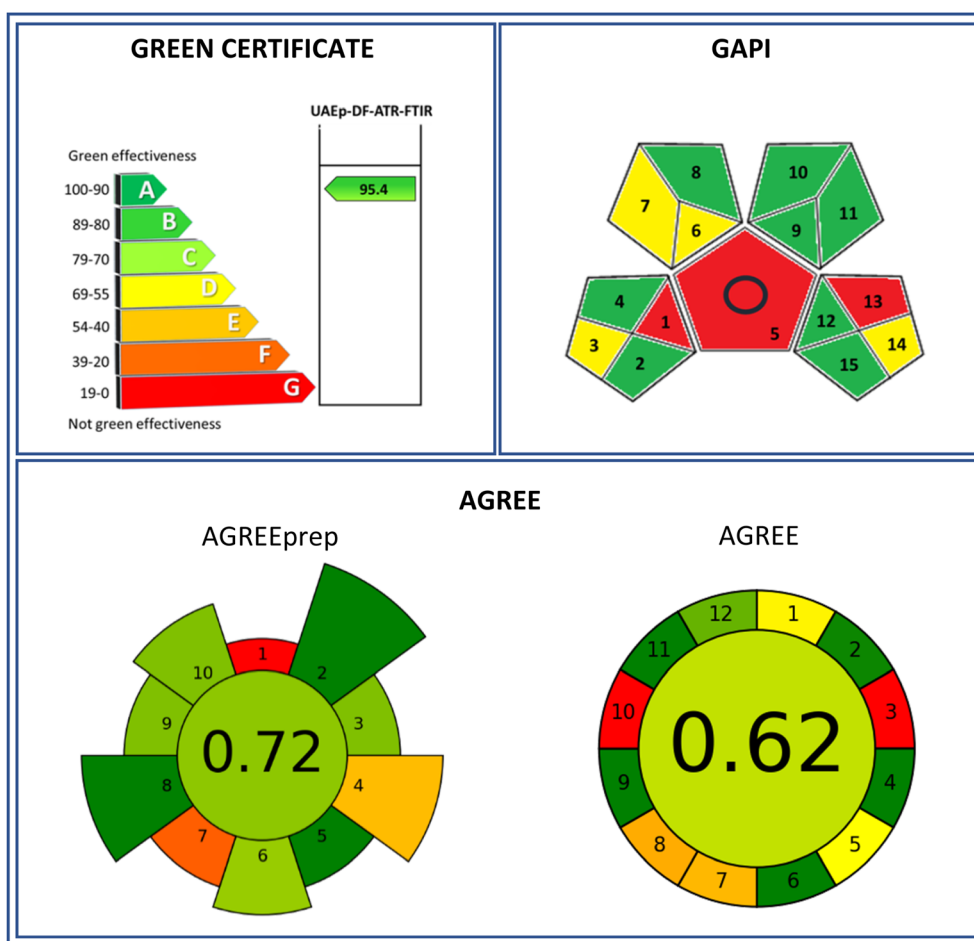 GREEN CERTIFICATE
UAEp-DF-ATR-FTIR
Green effectiveness
100-90 A 95.4
89-80 B
79-70 C
69-55 D
54-40 E
39-20 F
19-0 G
Not green effectiveness
GAPI
8 10
7 11
6 9
4 13
1 12
3 5 14
2 15
AGREE
AGREEprep
1
2
10
3
9
0.72
8 4
7 5
6
AGREE
12 1
11 2
10 3
0.62
9 4
8 5
7 6